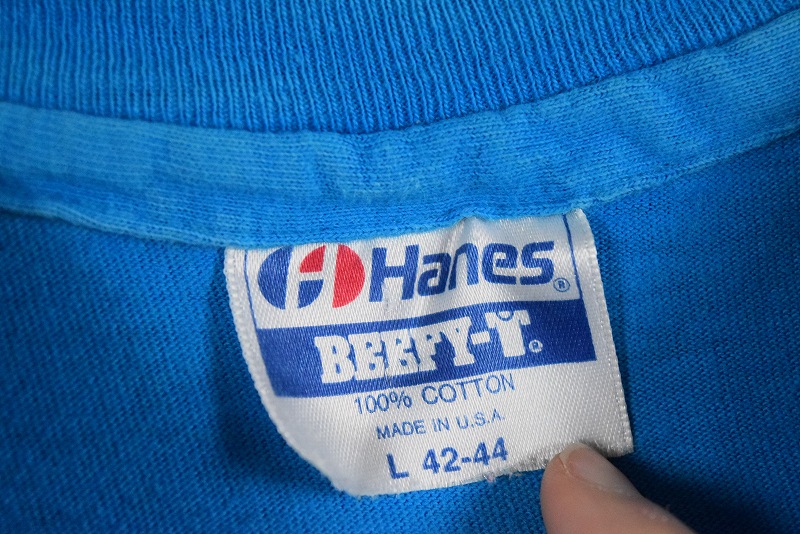 Hanes®
BEEFY-T®
100% COTTON
MADE IN U.S.A.
L 42-44